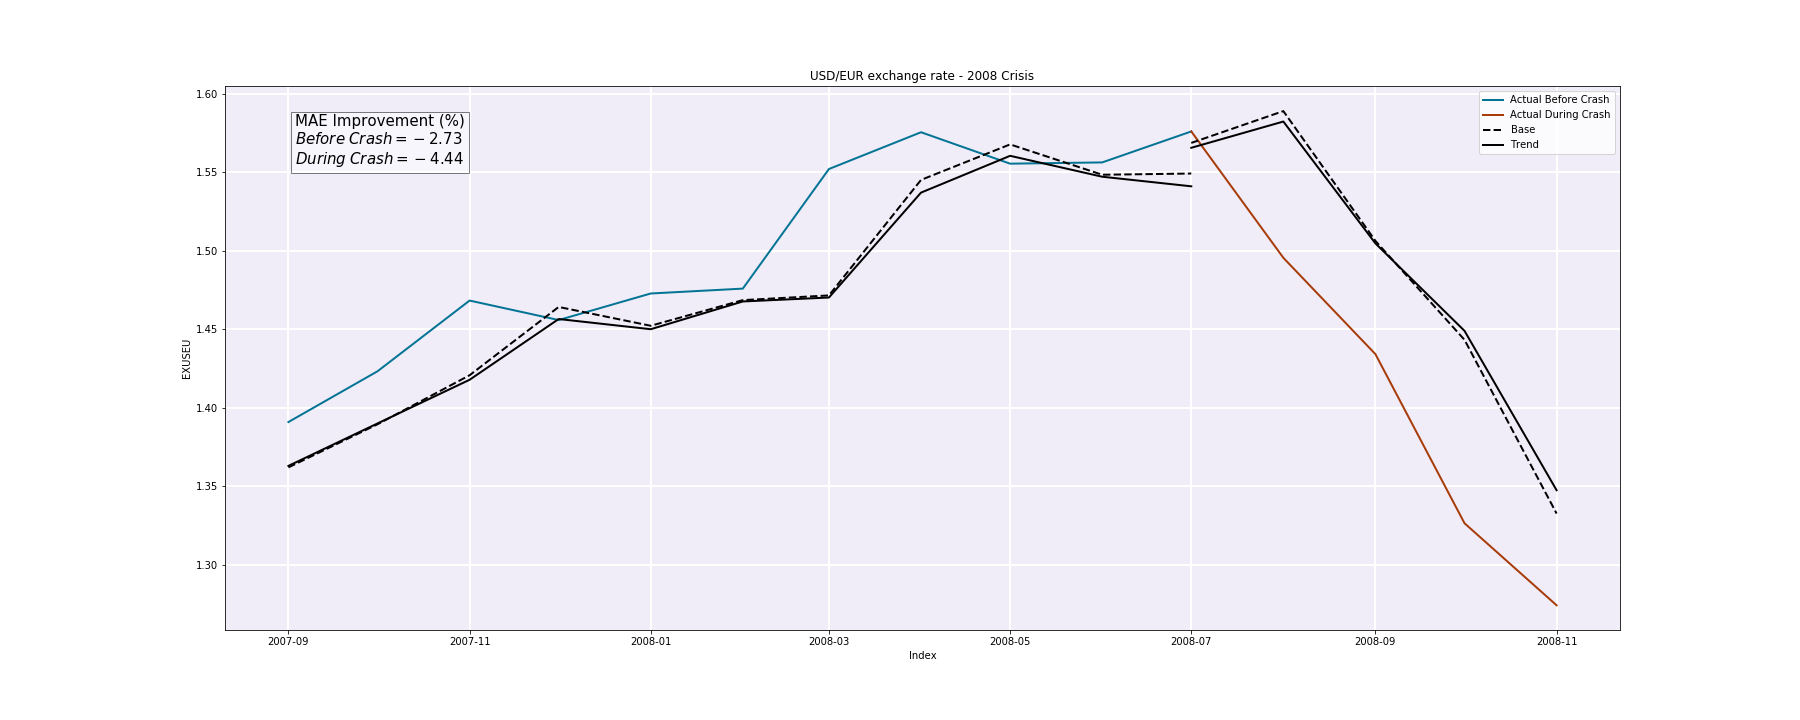 USD/EUR exchange rate - 2008 Crisis
MAE Improvement (%)
Before Crash = −2.73
During Crash = −4.44
Actual Before Crash
Actual During Crash
Base
Trend
EXUSEU
1.60
1.55
1.50
1.45
1.40
1.35
1.30
2007-09 2007-11 2008-01 2008-03 2008-05 2008-07 2008-09 2008-11
Index